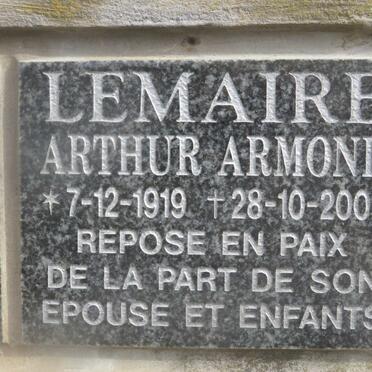 LEMAIRE
ARTHUR ARMON
* 7-12-1919 † 28-10-200
REPOSE EN PAIX
DE LA PART DE SON
EPOUSE ET ENFANTS